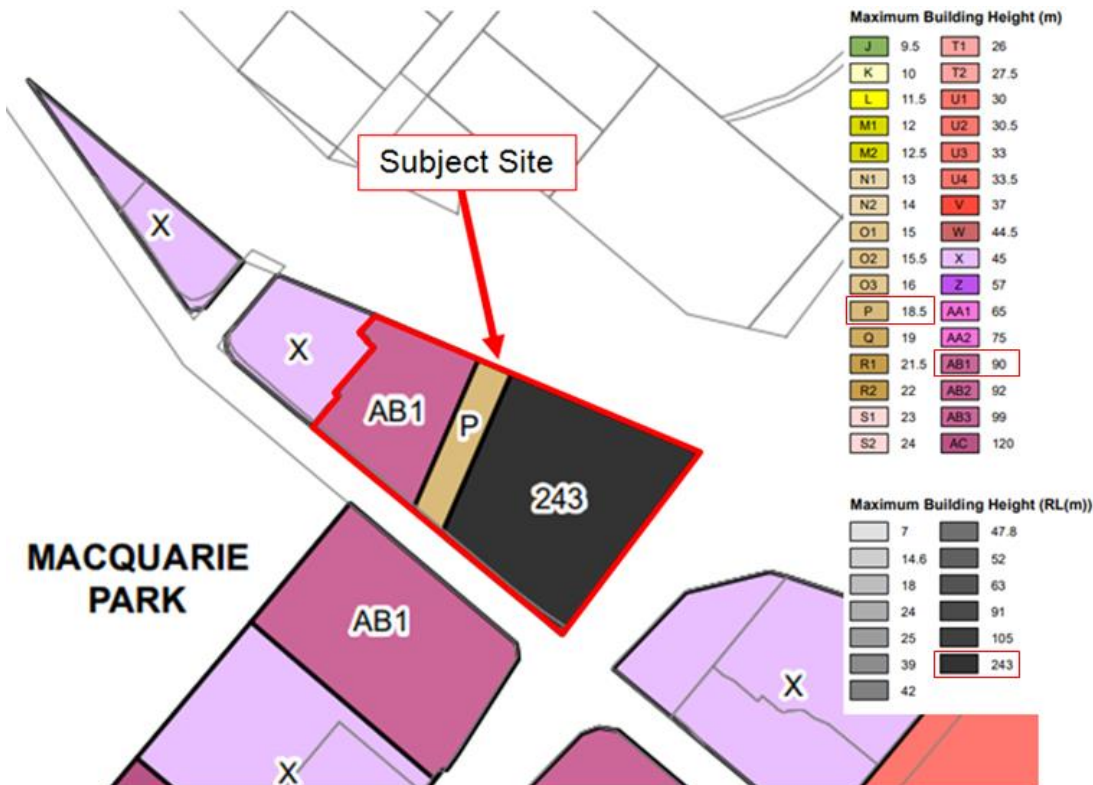 Maximum Building Height (m)
J 9.5 T1 26
K 10 T2 27.5
L 11.5 U1 30
M1 12 U2 30.5
M2 12.5 U3 33
N1 13 U4 33.5
N2 14 V 37
O1 15 W 44.5
O2 15.5 X 45
O3 16 Z 57
P 18.5 AA1 65
Q 19 AA2 75
R1 21.5 AB1 90
R2 22 AB2 92
S1 23 AB3 99
S2 24 AC 120
Subject Site
X
X
AB1
P
243
MACQUARIE
PARK
AB1
X
X
Maximum Building Height (RL(m))
7 47.8
14.6 52
18 63
24 91
25 105
39 243
42